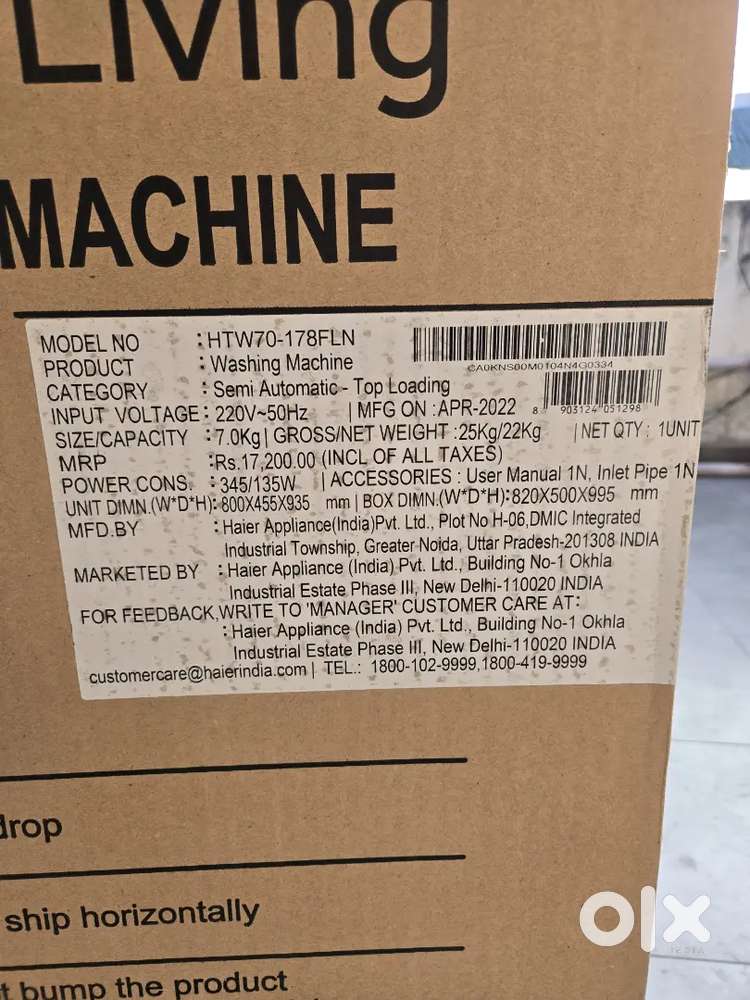 Living
MACHINE
MODEL NO : HTW70-178FLN
CA0KNS00M0104N4G0334
PRODUCT : Washing Machine
CATEGORY : Semi Automatic - Top Loading
INPUT VOLTAGE : 220V~50Hz | MFG ON : APR-2022
8 903124 051298
SIZE/CAPACITY : 7.0Kg | GROSS/NET WEIGHT : 25Kg/22Kg | NET QTY : 1UNIT
MRP :Rs.17,200.00 (INCL OF ALL TAXES)
POWER CONS. : 345/135W | ACCESSORIES : User Manual 1N, Inlet Pipe 1N
UNIT DIMN.(W*D*H): 800X455X935 mm | BOX DIMN.(W*D*H):820X500X995 mm
MFD.BY : Haier Appliance(India)Pvt. Ltd., Plot No H-06,DMIC Integrated
Industrial Township, Greater Noida, Uttar Pradesh-201308 INDIA
MARKETED BY : Haier Appliance (India) Pvt. Ltd., Building No-1 Okhla
Industrial Estate Phase III, New Delhi-110020 INDIA
FOR FEEDBACK,WRITE TO 'MANAGER' CUSTOMER CARE AT:
: Haier Appliance (India) Pvt. Ltd., Building No-1 Okhla
Industrial Estate Phase III, New Delhi-110020 INDIA
customercare@haierindia.com | TEL.: 1800-102-9999,1800-419-9999
drop
ship horizontally
bump the product
olx